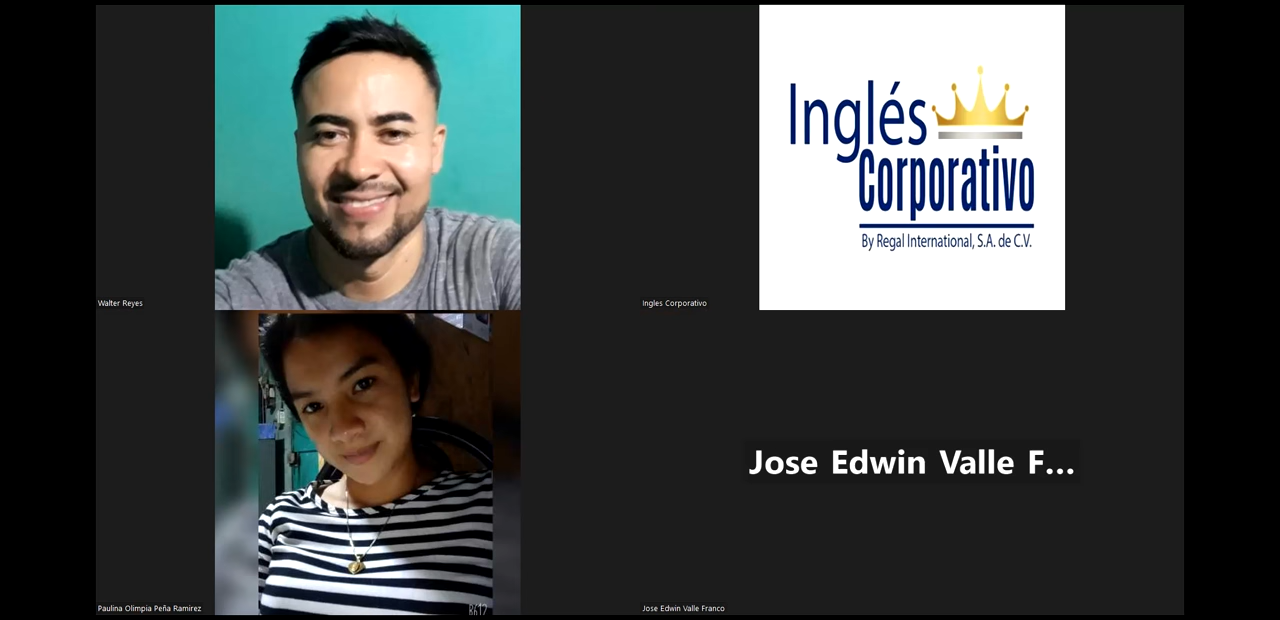 Inglés
Corporativo
By Regal International, S.A. de C.V.
Walter Reyes
Ingles Corporativo
Jose Edwin Valle F...
B612
Paulina Olimpia Peña Ramirez
Jose Edwin Valle Franco